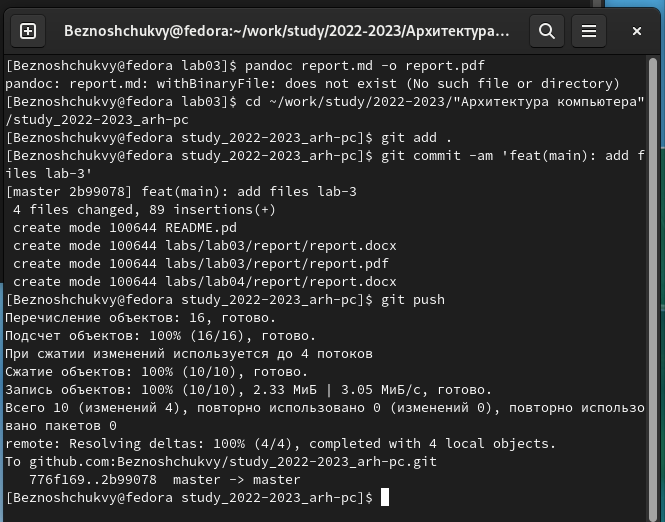 Beznoshchukvy@fedora:~/work/study/2022-2023/Архитектура...
[Beznoshchukvy@fedora lab03]$ pandoc report.md -o report.pdf
pandoc: report.md: withBinaryFile: does not exist (No such file or directory)
[Beznoshchukvy@fedora lab03]$ cd ~/work/study/2022-2023/"Архитектура компьютера"
/study_2022-2023_arh-pc
[Beznoshchukvy@fedora study_2022-2023_arh-pc]$ git add .
[Beznoshchukvy@fedora study_2022-2023_arh-pc]$ git commit -am 'feat(main): add f
iles lab-3'
[master 2b99078] feat(main): add files lab-3
 4 files changed, 89 insertions(+)
 create mode 100644 README.pd
 create mode 100644 labs/lab03/report/report.docx
 create mode 100644 labs/lab03/report/report.pdf
 create mode 100644 labs/lab04/report/report.docx
[Beznoshchukvy@fedora study_2022-2023_arh-pc]$ git push
Перечисление объектов: 16, готово.
Подсчет объектов: 100% (16/16), готово.
При сжатии изменений используется до 4 потоков
Сжатие объектов: 100% (10/10), готово.
Запись объектов: 100% (10/10), 2.33 МиБ | 3.05 МиБ/с, готово.
Всего 10 (изменений 4), повторно использовано 0 (изменений 0), повторно использо
вано пакетов 0
remote: Resolving deltas: 100% (4/4), completed with 4 local objects.
To github.com:Beznoshchukvy/study_2022-2023_arh-pc.git
   776f169..2b99078  master -> master
[Beznoshchukvy@fedora study_2022-2023_arh-pc]$